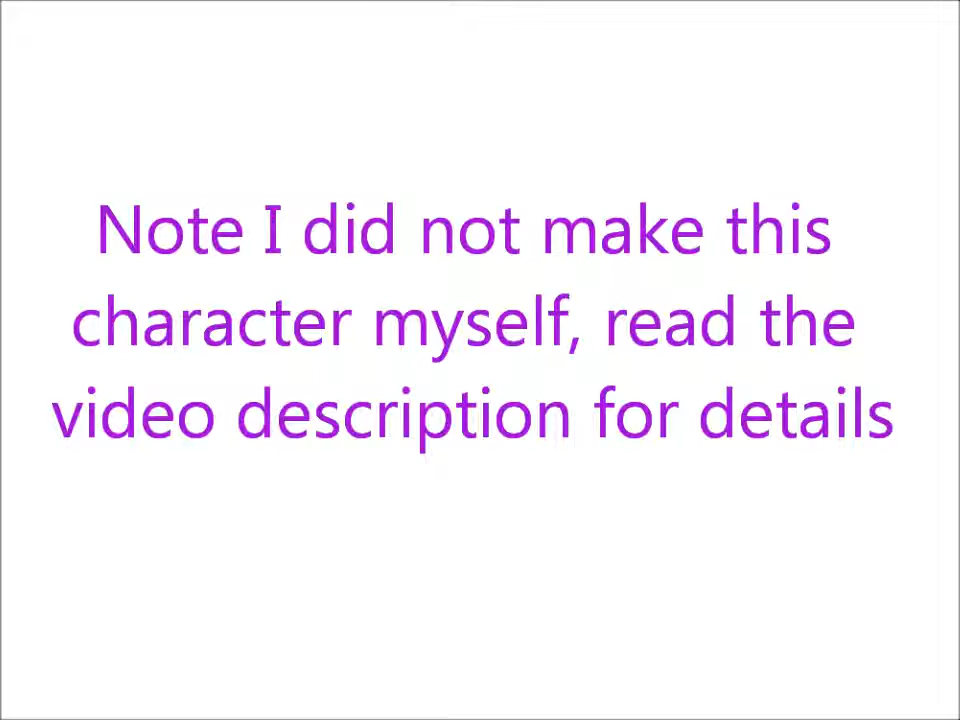 Note I did not make this
character myself, read the
video description for details